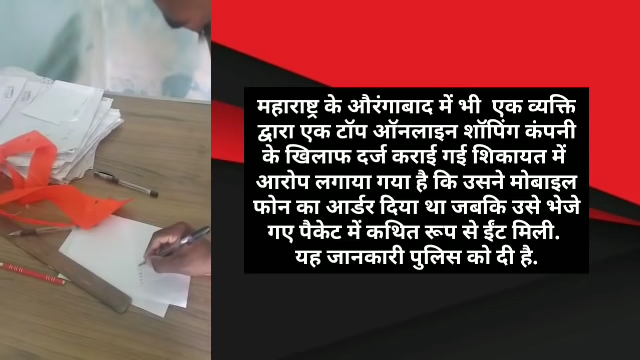 महाराष्ट्र के औरंगाबाद में भी एक व्यक्ति
द्वारा एक टॉप ऑनलाइन शॉपिंग कंपनी
के खिलाफ दर्ज कराई गई शिकायत में
आरोप लगाया गया है कि उसने मोबाइल
फोन का आर्डर दिया था जबकि उसे भेजे
गए पैकेट में कथित रूप से ईंट मिली.
यह जानकारी पुलिस को दी है.